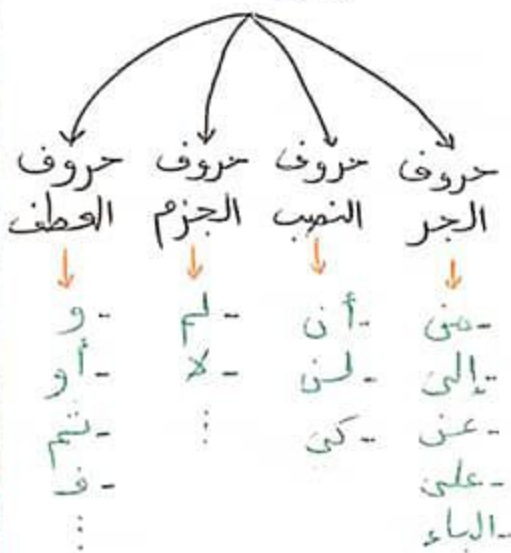 حروف الجر
حروف النصب
حروف الجزم
حروف العطف
- من
- إلى
- عن
- على
- الباء
- أن
- لن
- كي
- لم
- لا
⋮
- و
- أو
- ثم
- ف
⋮